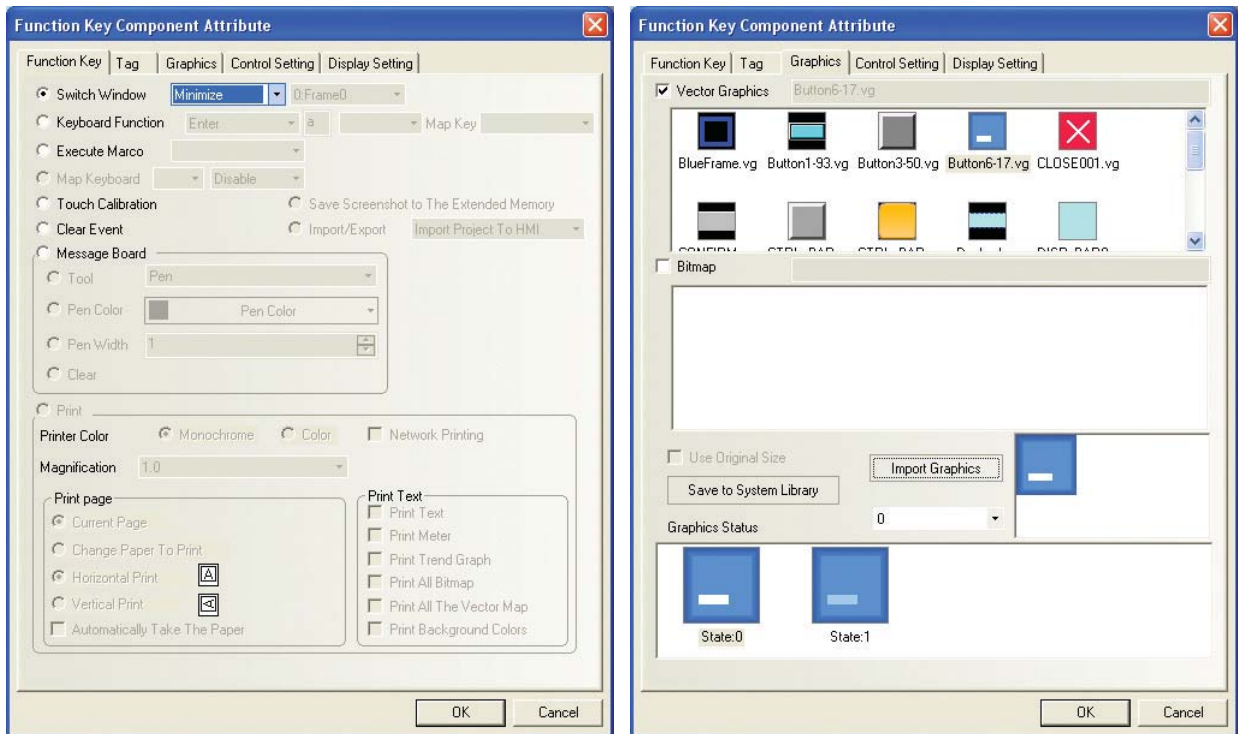 Function Key Component Attribute
Function Key Tag Graphics Control Setting Display Setting
Switch Window Minimize 0:Frame0
Keyboard Function Enter a Map Key
Execute Marco
Map Keyboard Disable
Touch Calibration Save Screenshot to The Extended Memory
Clear Event Import/Export Import Project To HMI
Message Board
Tool Pen
Pen Color Pen Color
Pen Width 1
Clear
Print
Printer Color Monochrome Color Network Printing
Magnification 1.0
Print page
Current Page
Change Paper To Print
Horizontal Print A
Vertical Print A
Automatically Take The Paper
Print Text
Print Text
Print Meter
Print Trend Graph
Print All Bitmap
Print All The Vector Map
Print Background Colors
OK Cancel
Function Key Component Attribute
Function Key Tag Graphics Control Setting Display Setting
Vector Graphics Button6-17.vg
BlueFrame.vg Button1-93.vg Button3-50.vg Button6-17.vg CLOSE001.vg
Bitmap
Use Original Size
Import Graphics
Save to System Library
Graphics Status 0
State:0 State:1
OK Cancel